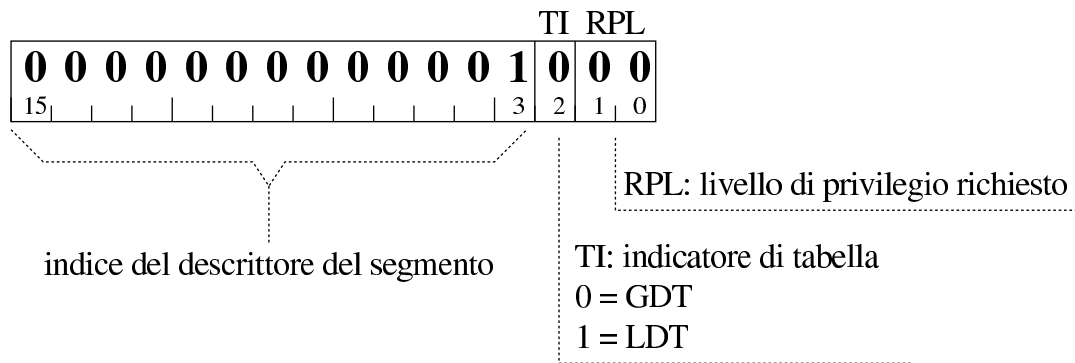 TI RPL
0 0 0 0 0 0 0 0 0 0 0 0 1 0 0 0
15 3 2 1 0
RPL: livello di privilegio richiesto
indice del descrittore del segmento
TI: indicatore di tabella
0 = GDT
1 = LDT